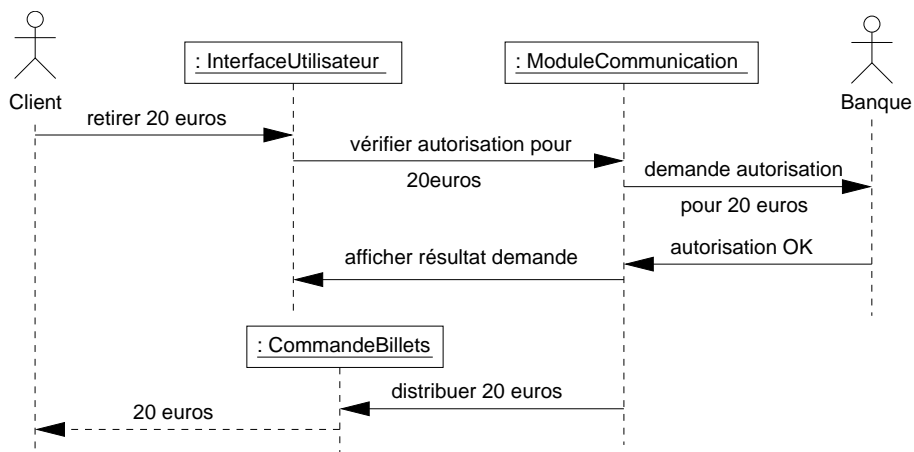 : InterfaceUtilisateur
: ModuleCommunication
Client
Banque
retirer 20 euros
vérifier autorisation pour
20euros
demande autorisation
pour 20 euros
autorisation OK
afficher résultat demande
: CommandeBillets
distribuer 20 euros
20 euros